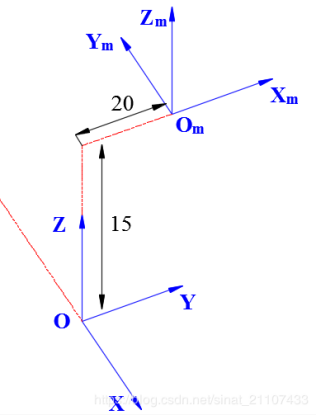 Zm
Ym
20
Xm
Om
Z
15
Y
O
X
https://blog.csdn.net/sinat_21107433